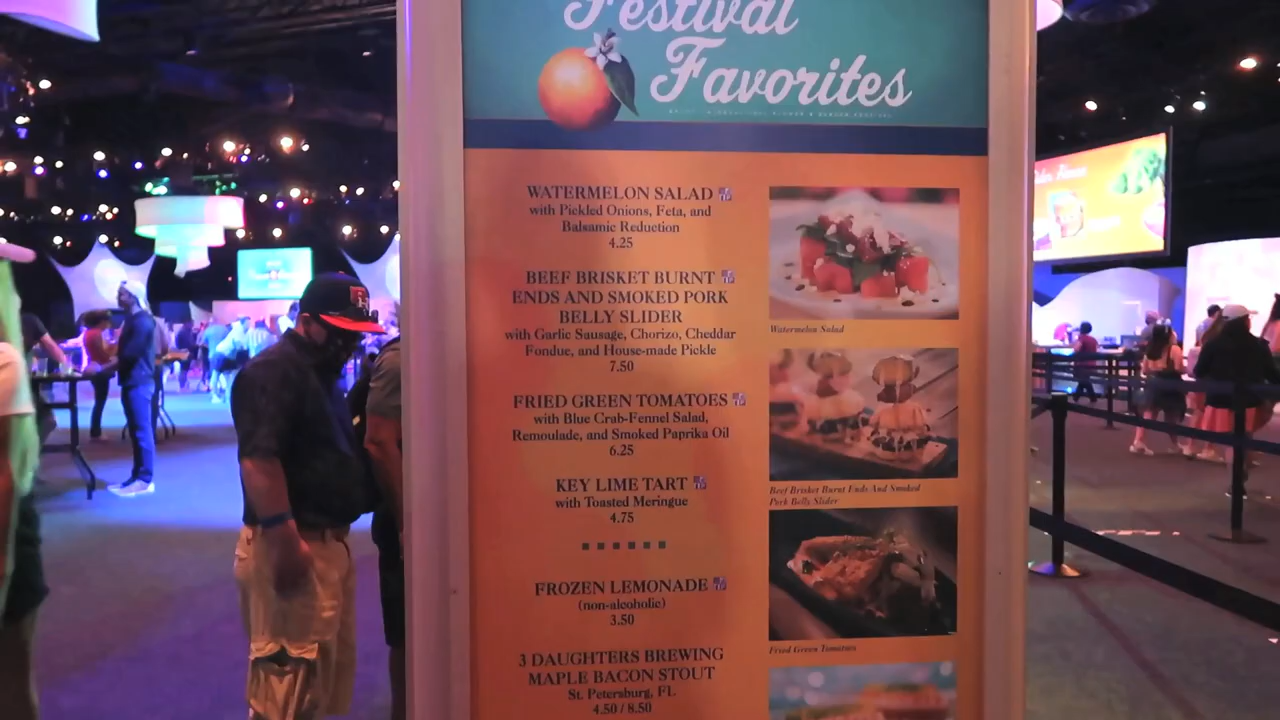 Festival
Favorites
WATERMELON SALAD
with Pickled Onions, Feta, and
Balsamic Reduction
4.25
BEEF BRISKET BURNT
ENDS AND SMOKED PORK
BELLY SLIDER
with Garlic Sausage, Chorizo, Cheddar
Fondue, and House-made Pickle
7.50
FRIED GREEN TOMATOES
with Blue Crab-Fennel Salad,
Remoulade, and Smoked Paprika Oil
6.25
KEY LIME TART
with Toasted Meringue
4.75
FROZEN LEMONADE
(non-alcoholic)
3.50
3 DAUGHTERS BREWING
MAPLE BACON STOUT
St. Petersburg, FL
4.50 / 8.50
Watermelon Salad
Beef Brisket Burnt Ends And Smoked
Pork Belly Slider
Fried Green Tomatoes